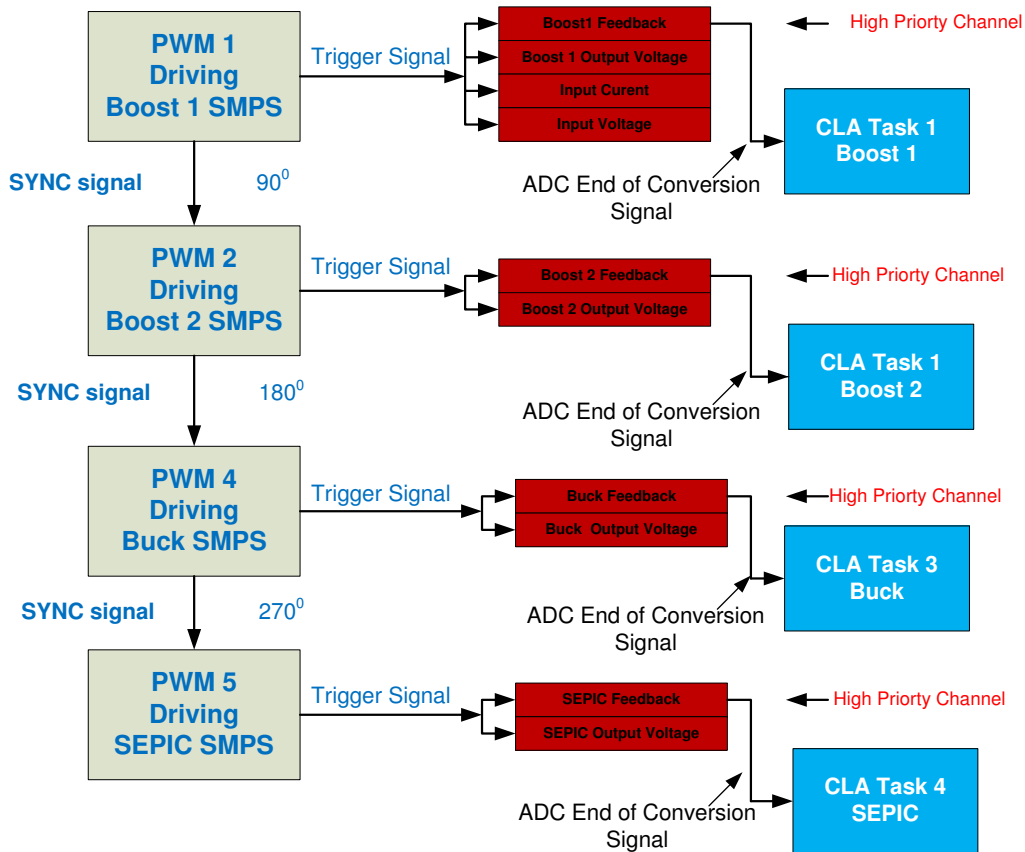 PWM 1
Driving
Boost 1 SMPS
Trigger Signal
Boost1 Feedback
Boost 1 Output Voltage
Input Curent
Input Voltage
High Priorty Channel
CLA Task 1
Boost 1
ADC End of Conversion
Signal
SYNC signal
90⁰
PWM 2
Driving
Boost 2 SMPS
Trigger Signal
Boost 2 Feedback
Boost 2 Output Voltage
High Priorty Channel
CLA Task 1
Boost 2
ADC End of Conversion
Signal
SYNC signal
180⁰
PWM 4
Driving
Buck SMPS
Trigger Signal
Buck Feedback
Buck Output Voltage
High Priorty Channel
CLA Task 3
Buck
ADC End of Conversion
Signal
SYNC signal
270⁰
PWM 5
Driving
SEPIC SMPS
Trigger Signal
SEPIC Feedback
SEPIC Output Voltage
High Priorty Channel
CLA Task 4
SEPIC
ADC End of Conversion
Signal